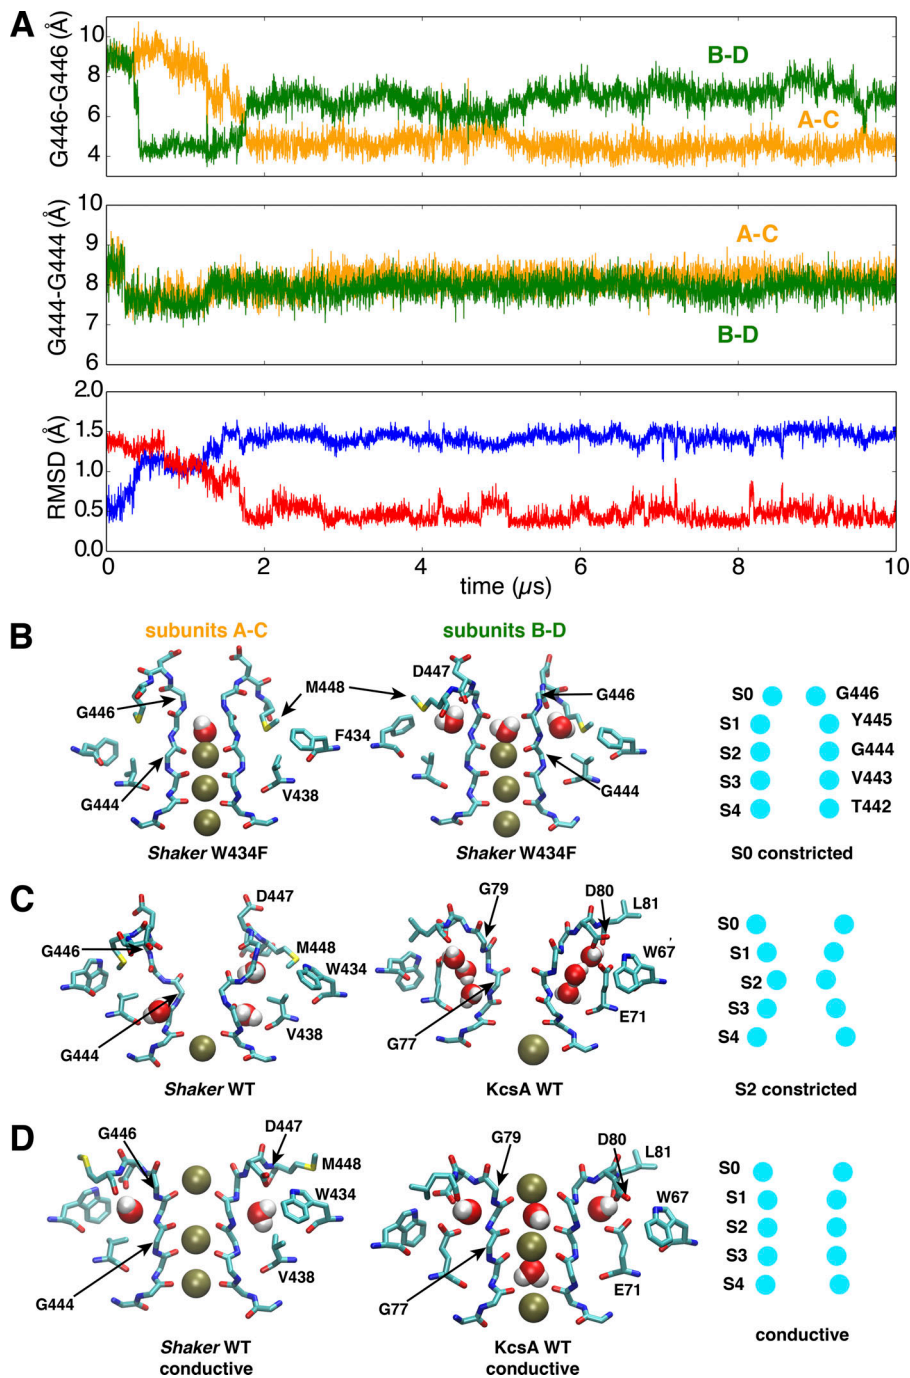 A
G446-G446 (Å)
10
8
6
4
B-D
A-C
G444-G444 (Å)
10
9
8
7
6
A-C
B-D
RMSD (Å)
2.0
1.5
1.0
0.5
0.0
0
2
4
6
8
10
time (μs)
B
subunits A-C
subunits B-D
G446
M448
D447
G446
F434
G444
V438
G444
Shaker W434F
Shaker W434F
S0
G446
S1
Y445
S2
G444
S3
V443
S4
T442
S0 constricted
C
D447
G446
M448
W434
G444
V438
Shaker WT
G79
D80
L81
W67
G77
E71
KcsA WT
S0
S1
S2
S3
S4
S2 constricted
D
G446
D447
M448
W434
G444
V438
Shaker WT
conductive
G79
D80
L81
W67
G77
E71
KcsA WT
conductive
S0
S1
S2
S3
S4
conductive